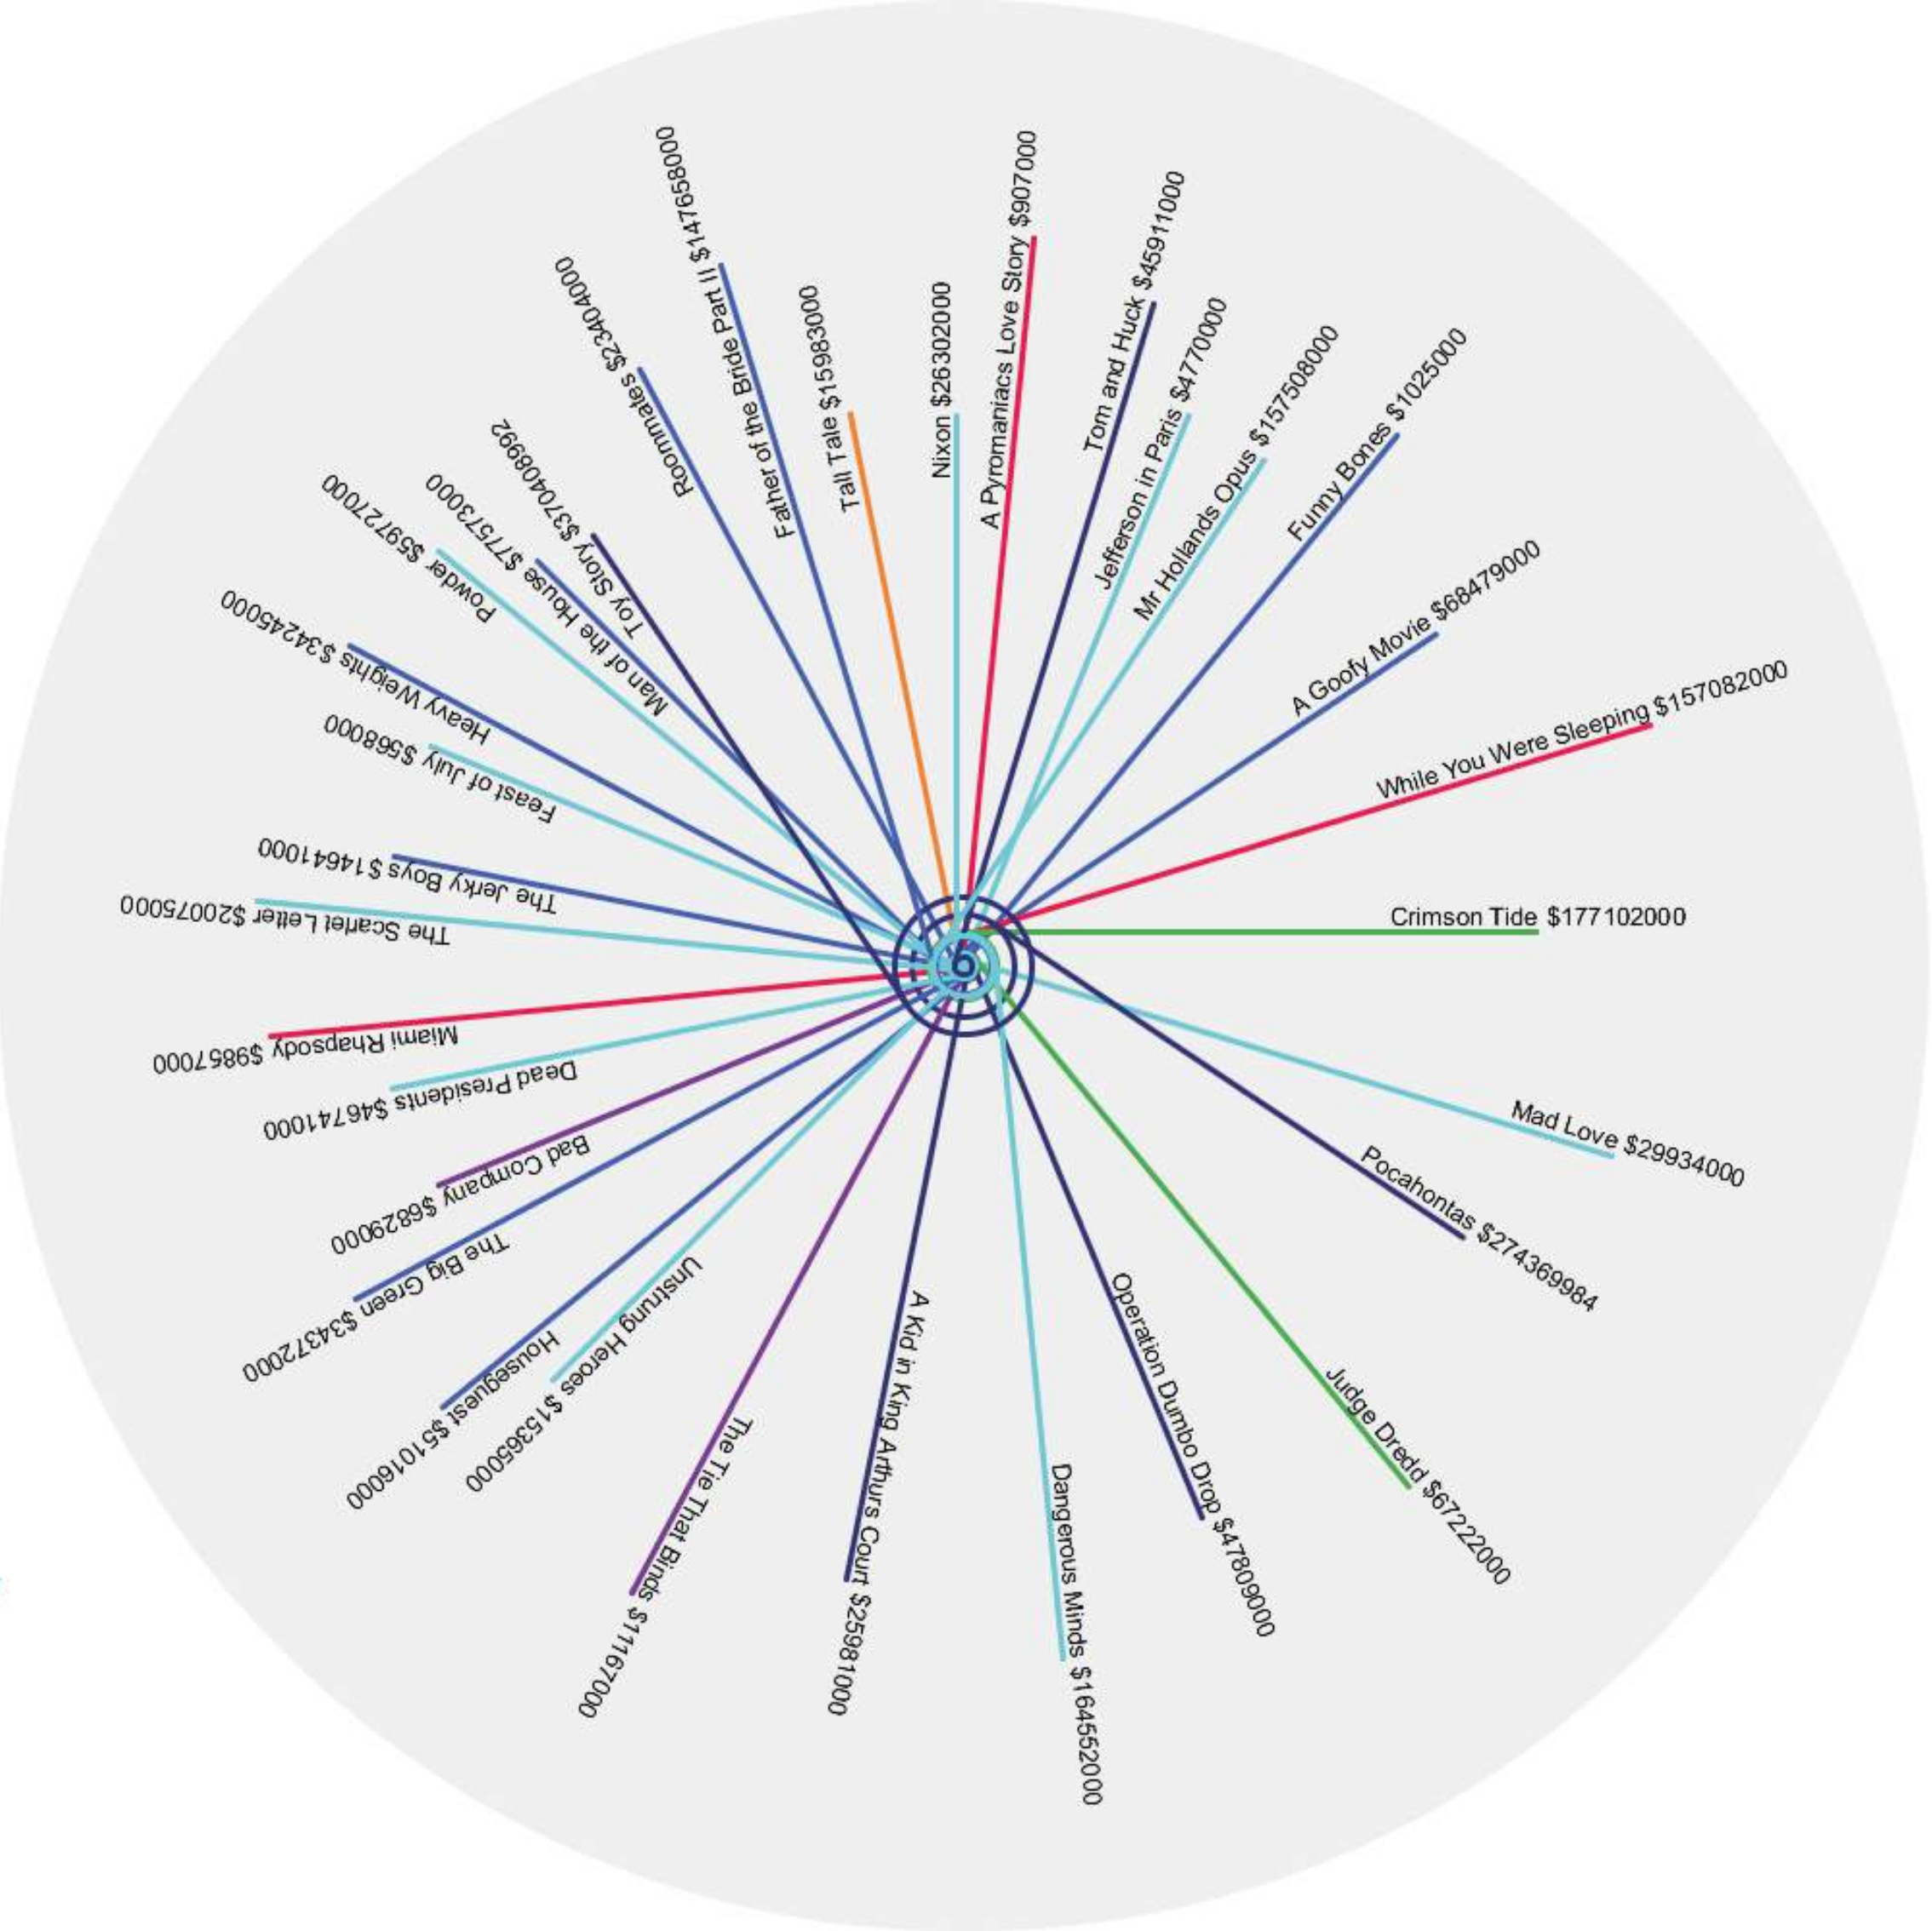 A Pyromaniacs Love Story $907000
Tom and Huck $45911000
Jefferson in Paris $4770000
Mr Hollands Opus $157508000
Funny Bones $1025000
A Goofy Movie $68479000
While You Were Sleeping $157082000
Crimson Tide $177102000
Mad Love $29934000
Pocahontas $274369984
Judge Dredd $67222000
Operation Dumbo Drop $47809000
Dangerous Minds $164552000
A Kid in King Arthurs Court $25981000
The Tie That Binds $11167000
Unstrung Heroes $15365000
Houseguest $51016000
The Big Green $34372000
Bad Company $6829000
Dead Presidents $46741000
Miami Rhapsody $9857000
The Scarlet Letter $20075000
The Jerky Boys $14641000
Feast of July $568000
Heavy Weights $34245000
Powder $59727000
Man of the House $77573000
Toy Story $370408992
Roommates $23404000
Father of the Bride Part II $147658000
Tall Tale $15983000
Nixon $26302000
6